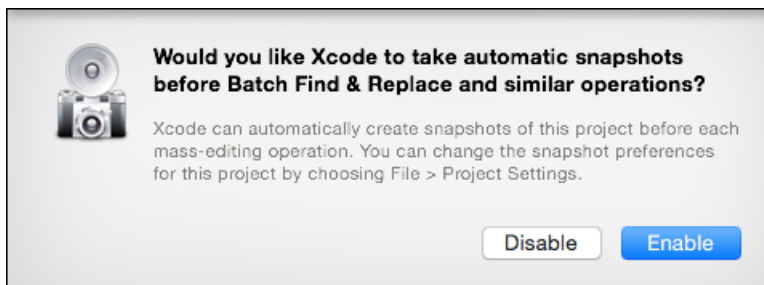 Would you like Xcode to take automatic snapshots
before Batch Find & Replace and similar operations?
Xcode can automatically create snapshots of this project before each
mass-editing operation. You can change the snapshot preferences
for this project by choosing File > Project Settings.
Disable
Enable